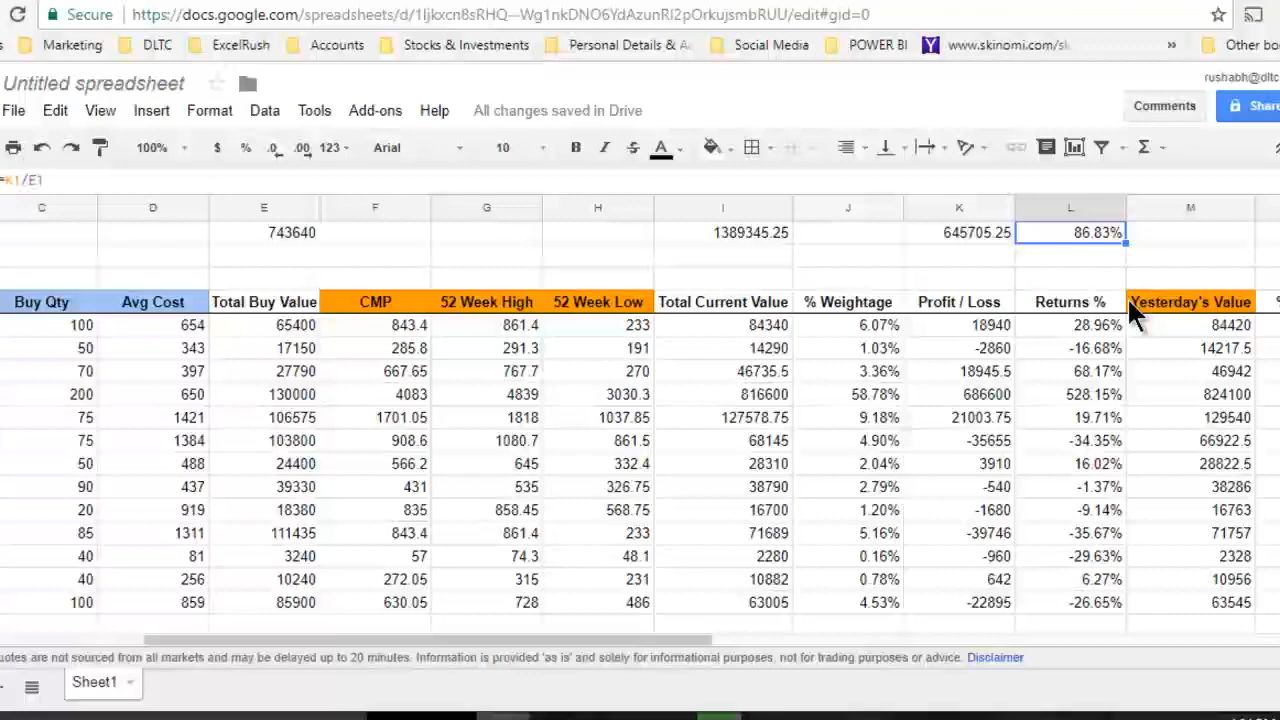 Secure https://docs.google.com/spreadsheets/d/
Marketing DLTC ExcelRush Accounts Stocks & Investments Personal Details & Social Media POWER BI www.skinomi.com/sk » Other bo
Untitled spreadsheet rushabh@dltc
File Edit View Insert Format Data Tools Add-ons Help All changes saved in Drive Comments Share
100% $ % .0 .00 123 Arial 10 B I S A Σ
=K1/E1
C D E F G H I J K L M
743640 1389345.25 645705.25 86.83%
Buy Qty Avg Cost Total Buy Value CMP 52 Week High 52 Week Low Total Current Value % Weightage Profit / Loss Returns % Yesterday's Value %
100 654 65400 843.4 861.4 233 84340 6.07% 18940 28.96% 84420
50 343 17150 285.8 291.3 191 14290 1.03% -2860 -16.68% 14217.5
70 397 27790 667.65 767.7 270 46735.5 3.36% 18945.5 68.17% 46942
200 650 130000 4083 4839 3030.3 816600 58.78% 686600 528.15% 824100
75 1421 106575 1701.05 1818 1037.85 127578.75 9.18% 21003.75 19.71% 129540
75 1384 103800 908.6 1080.7 861.5 68145 4.90% -35655 -34.35% 66922.5
50 488 24400 566.2 645 332.4 28310 2.04% 3910 16.02% 28822.5
90 437 39330 431 535 326.75 38790 2.79% -540 -1.37% 38286
20 919 18380 835 858.45 568.75 16700 1.20% -1680 -9.14% 16763
85 1311 111435 843.4 861.4 233 71689 5.16% -39746 -35.67% 71757
40 81 3240 57 74.3 48.1 2280 0.16% -960 -29.63% 2328
40 256 10240 272.05 315 231 10882 0.78% 642 6.27% 10956
100 859 85900 630.05 728 486 63005 4.53% -22895 -26.65% 63545
uotes are not sourced from all markets and may be delayed up to 20 minutes. Information is provided 'as is' and solely for informational purposes, not for trading purposes or advice. Disclaimer
Sheet1